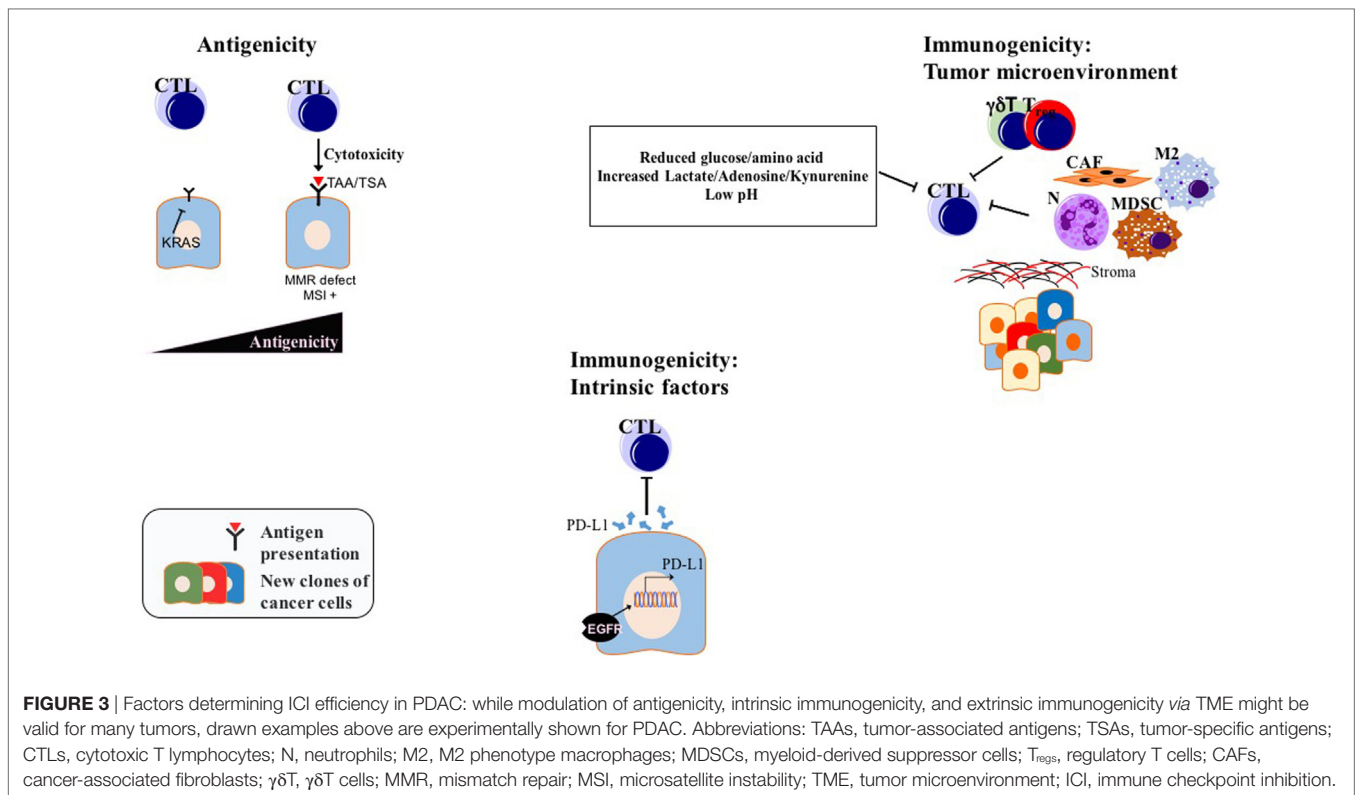 Antigenicity
CTL
CTL
Cytotoxicity
TAA/TSA
KRAS
MMR defect
MSI +
Antigenicity
Immunogenicity:
Tumor microenvironment
γδT Treg
Reduced glucose/amino acid
Increased Lactate/Adenosine/Kynurenine
Low pH
CTL
CAF
M2
N
MDSC
Stroma
Immunogenicity:
Intrinsic factors
CTL
PD-L1
PD-L1
EGFR
Antigen
presentation
New clones of
cancer cells
FIGURE 3 | Factors determining ICI efficiency in PDAC: while modulation of antigenicity, intrinsic immunogenicity, and extrinsic immunogenicity via TME might be
valid for many tumors, drawn examples above are experimentally shown for PDAC. Abbreviations: TAAs, tumor-associated antigens; TSAs, tumor-specific antigens;
CTLs, cytotoxic T lymphocytes; N, neutrophils; M2, M2 phenotype macrophages; MDSCs, myeloid-derived suppressor cells; Tregs, regulatory T cells; CAFs,
cancer-associated fibroblasts; γδT, γδT cells; MMR, mismatch repair; MSI, microsatellite instability; TME, tumor microenvironment; ICI, immune checkpoint inhibition.